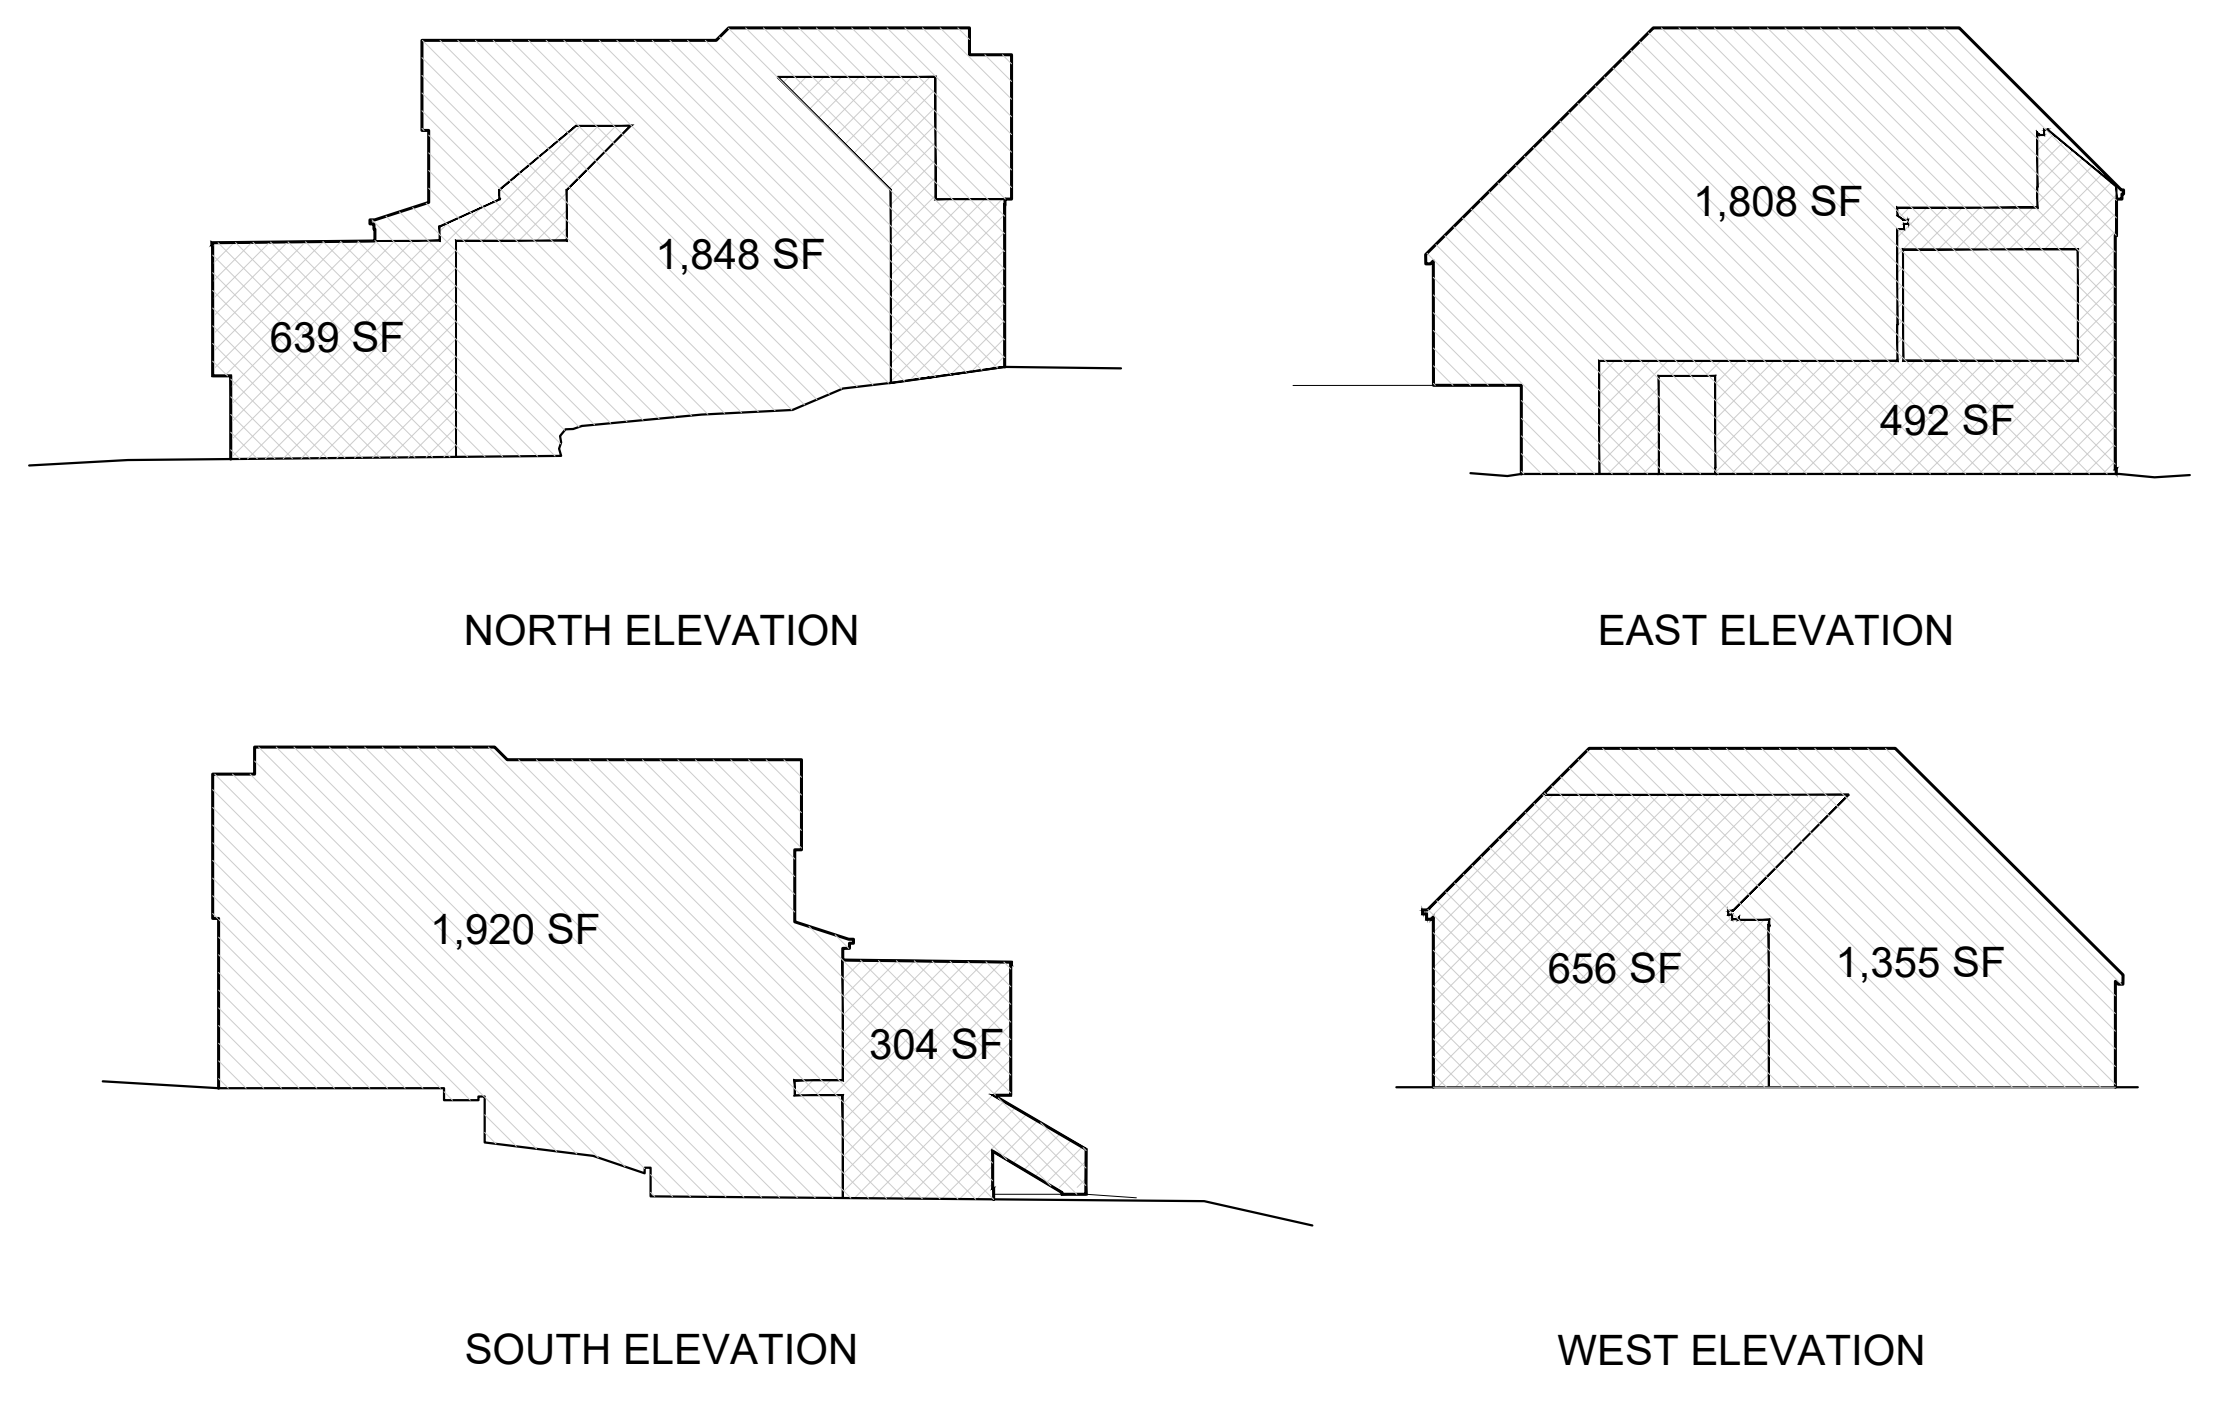 1,848 SF
639 SF
NORTH ELEVATION
1,808 SF
492 SF
EAST ELEVATION
1,920 SF
304 SF
SOUTH ELEVATION
656 SF
1,355 SF
WEST ELEVATION